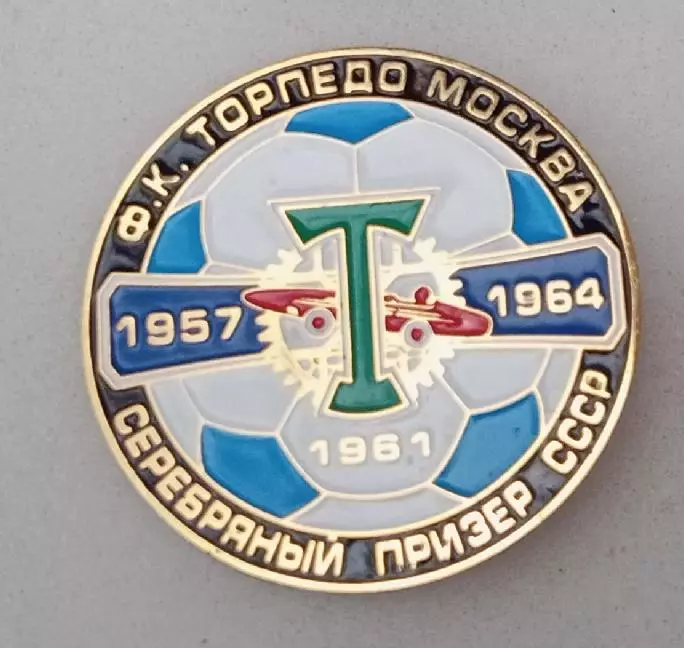 Ф.К. ТОРПЕДО МОСКВА
1957
Т
1964
1961
СЕРЕБРЯНЫЙ ПРИЗЕР СССР